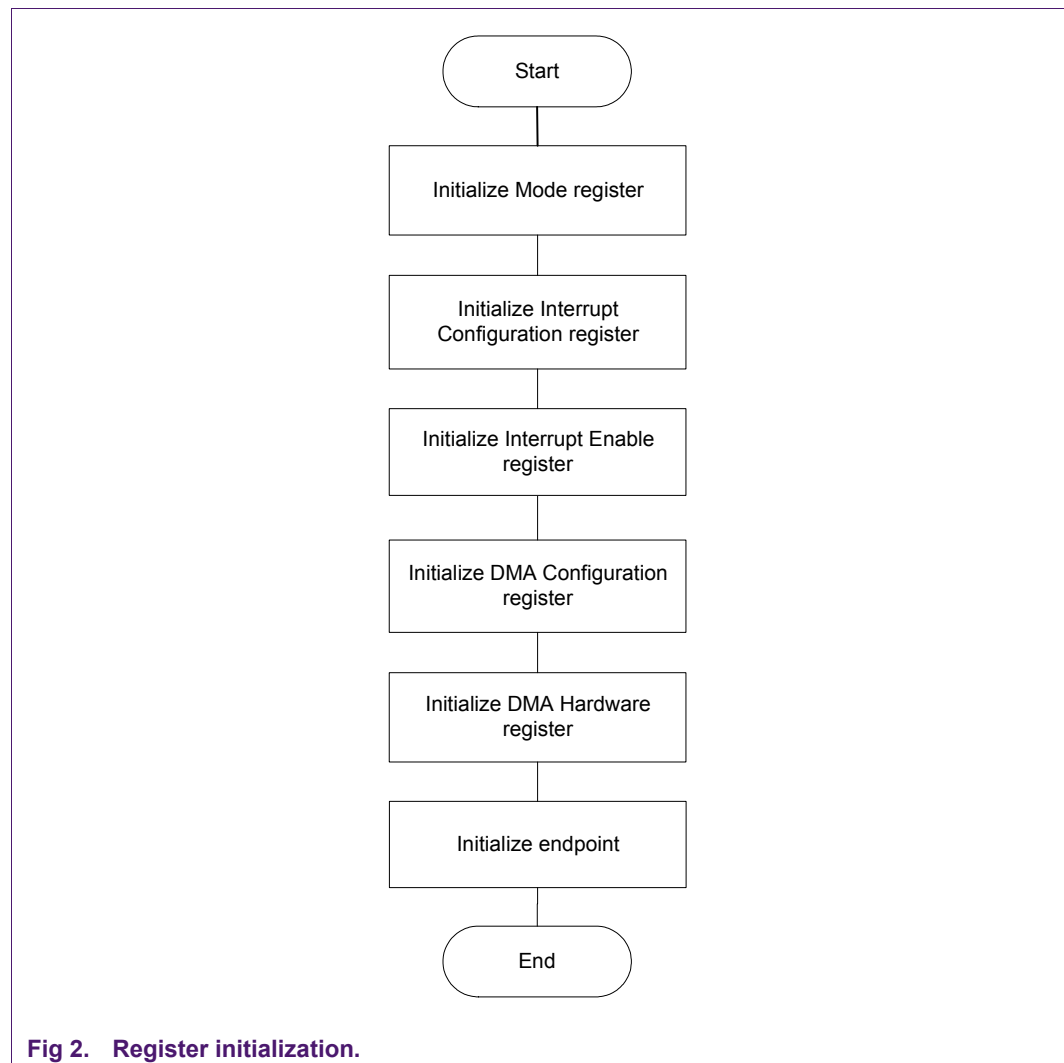 Start
Initialize Mode register
Initialize Interrupt
Configuration register
Initialize Interrupt Enable
register
Initialize DMA Configuration
register
Initialize DMA Hardware
register
Initialize endpoint
End
Fig 2. Register initialization.